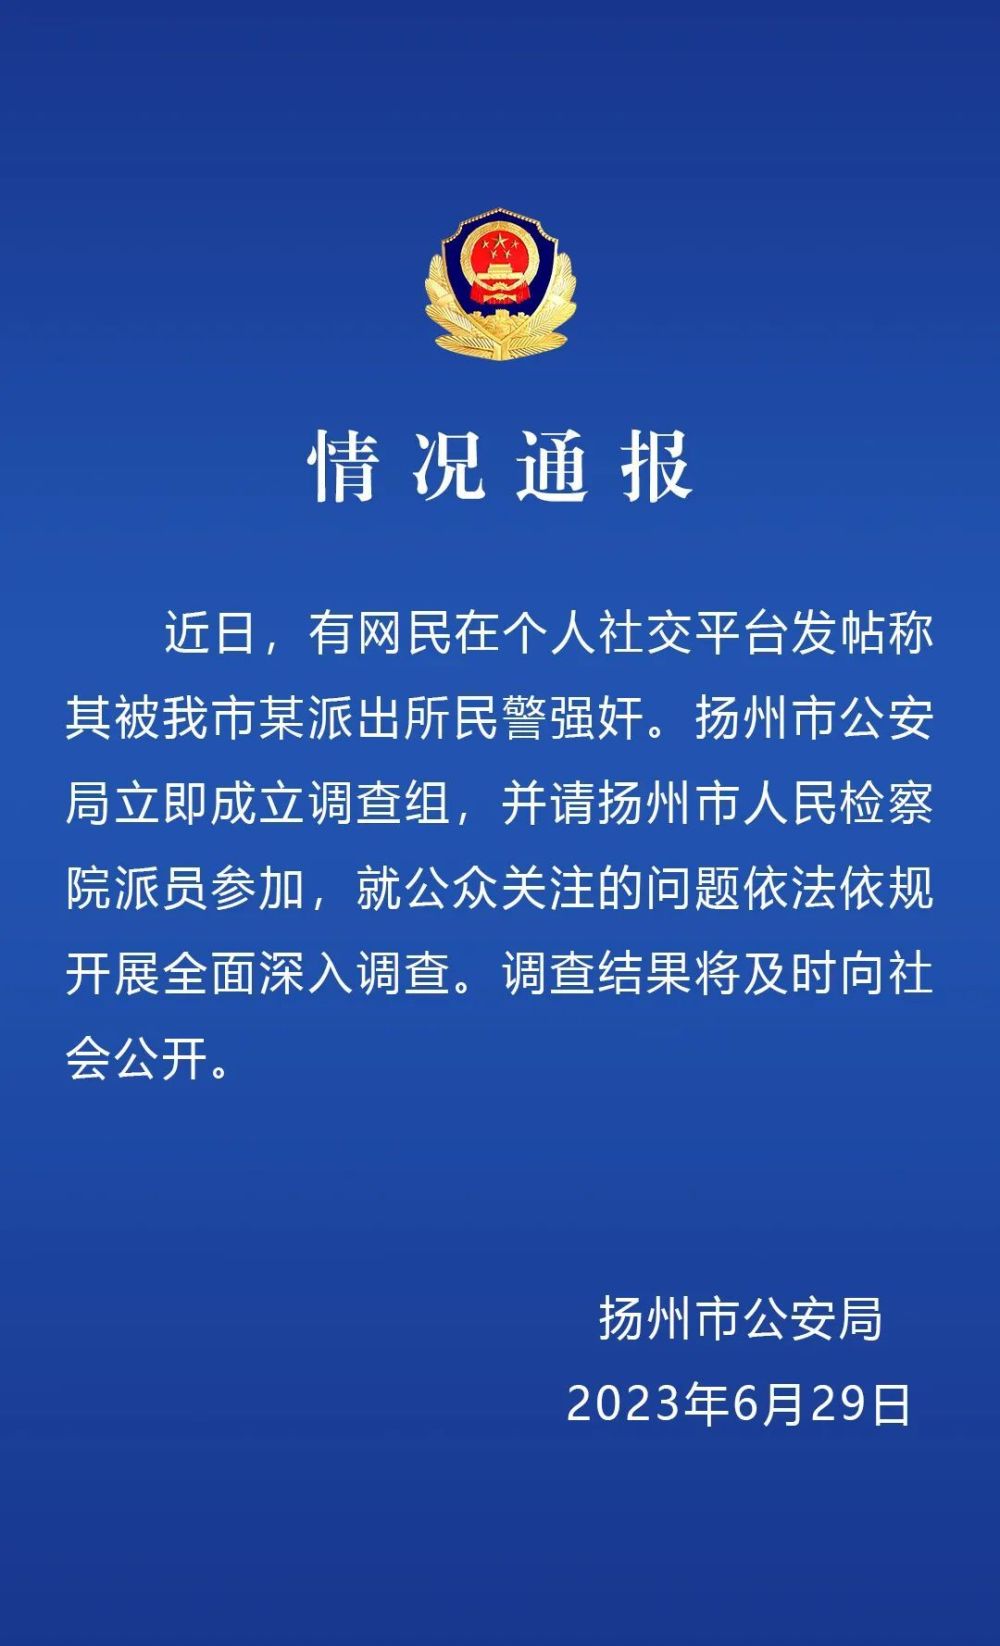 情况通报
近日，有网民在个人社交平台发帖称
其被我市某派出所民警强奸。扬州市公安
局立即成立调查组，并请扬州市人民检察
院派员参加，就公众关注的问题依法依规
开展全面深入调查。调查结果将及时向社
会公开。
扬州市公安局
2023年6月29日